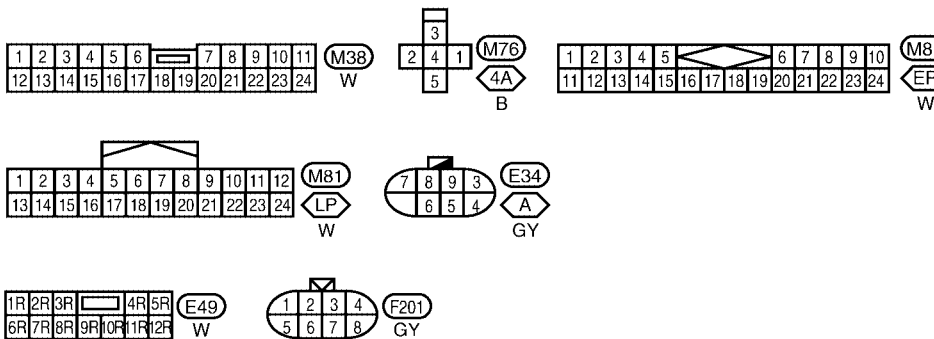 1 2 3 4 5 6 7 8 9 10 11 M38
12 13 14 15 16 17 18 19 20 21 22 23 24 W
3
2 4 1 M76
5 4A
B
1 2 3 4 5 6 7 8 9 10 M8
11 12 13 14 15 16 17 18 19 20 21 22 23 24
W
1 2 3 4 5 6 7 8 9 10 11 12 M81
13 14 15 16 17 18 19 20 21 22 23 24 LP
W
7 8 9 3 E34
6 5 4 A
GY
1R 2R 3R 4R 5R E49
6R 7R 8R 9R 10R 11R 12R W
1 2 3 4 F201
5 6 7 8 GY